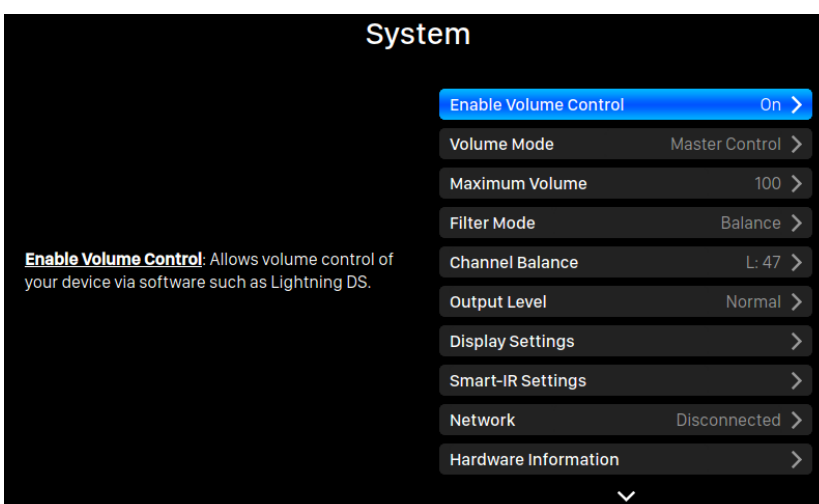 System
Enable Volume Control On
Volume Mode Master Control
Maximum Volume 100
Filter Mode Balance
Enable Volume Control: Allows volume control of
your device via software such as Lightning DS.
Channel Balance L: 47
Output Level Normal
Display Settings
Smart-IR Settings
Network Disconnected
Hardware Information